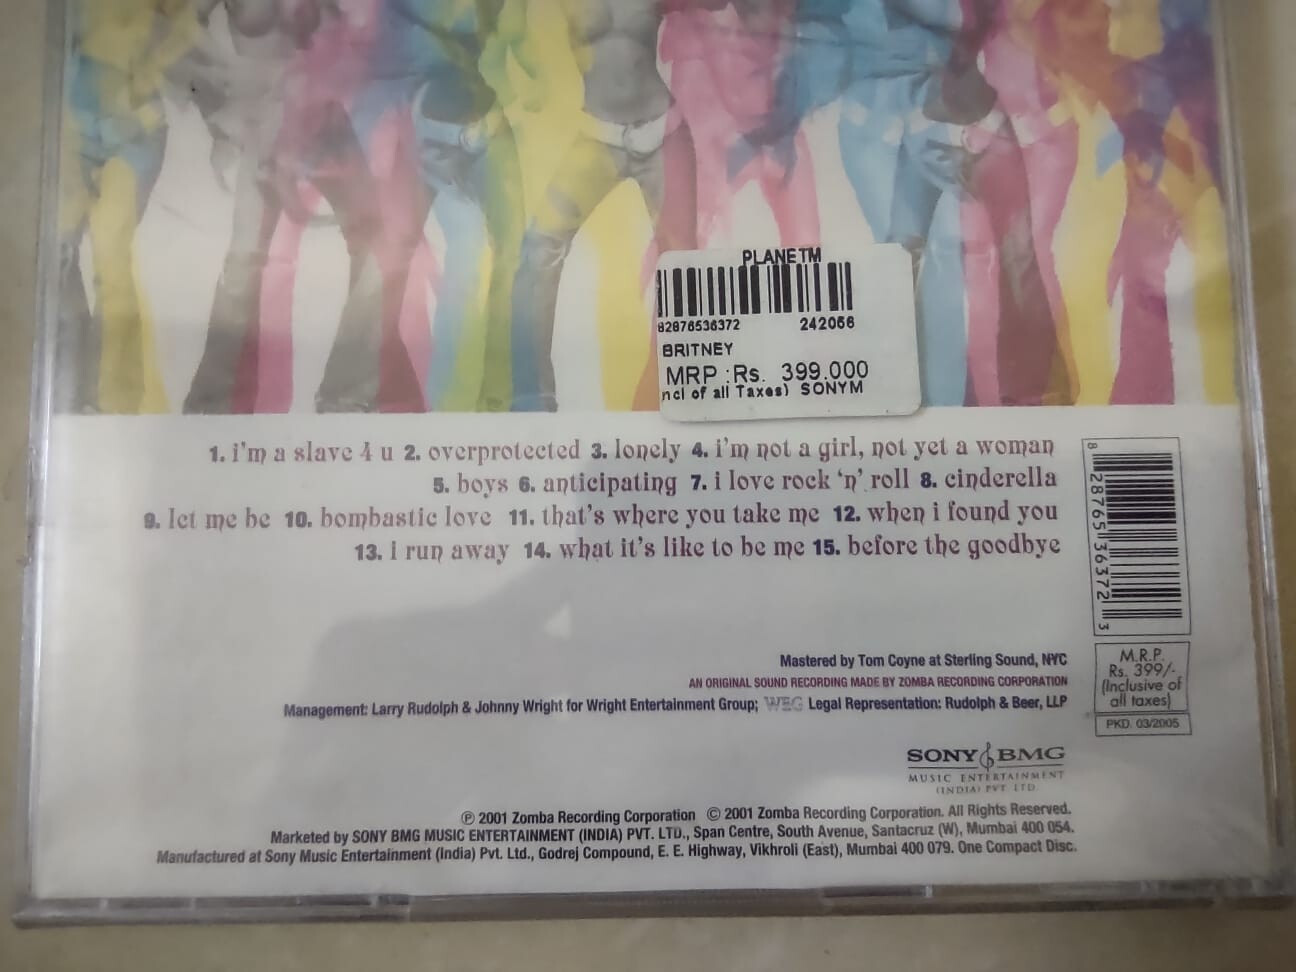 PLANETM
82876536372 242056
BRITNEY
MRP :Rs. 399.000
ncl of all Taxes) SONYM
1. i'm a slave 4 u 2. overprotected 3. lonely 4. i'm not a girl, not yet a woman
5. boys 6. anticipating 7. i love rock 'n' roll 8. cinderella
9. let me be 10. bombastic love 11. that's where you take me 12. when i found you
13. i run away 14. what it's like to be me 15. before the goodbye
8 28765 36372 3
Mastered by Tom Coyne at Sterling Sound, NYC
AN ORIGINAL SOUND RECORDING MADE BY ZOMBA RECORDING CORPORATION
Management: Larry Rudolph & Johnny Wright for Wright Entertainment Group; WEG Legal Representation: Rudolph & Beer, LLP
M.R.P.
Rs. 399/-
(Inclusive of
all taxes)
PKD. 03/2005
SONY BMG
MUSIC ENTERTAINMENT
(INDIA) PVT. LTD.
℗ 2001 Zomba Recording Corporation © 2001 Zomba Recording Corporation. All Rights Reserved.
Marketed by SONY BMG MUSIC ENTERTAINMENT (INDIA) PVT. LTD., Span Centre, South Avenue, Santacruz (W), Mumbai 400 054.
Manufactured at Sony Music Entertainment (India) Pvt. Ltd., Godrej Compound, E. E. Highway, Vikhroli (East), Mumbai 400 079. One Compact Disc.